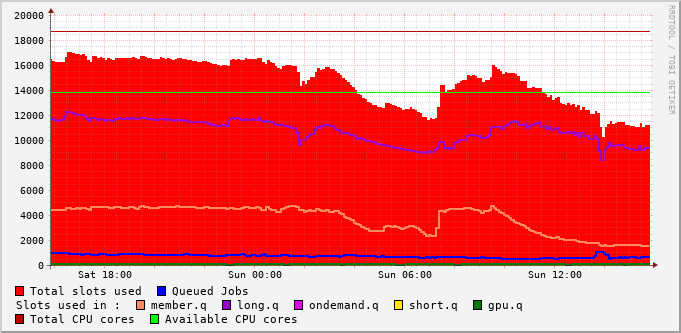 20000
18000
16000
14000
12000
10000
8000
6000
4000
2000
0
Sat 18:00 Sun 00:00 Sun 06:00 Sun 12:00
Total slots used Queued Jobs
Slots used in : member.q long.q ondemand.q short.q gpu.q
Total CPU cores Available CPU cores
RRDTOOL / TOBI OETIKER